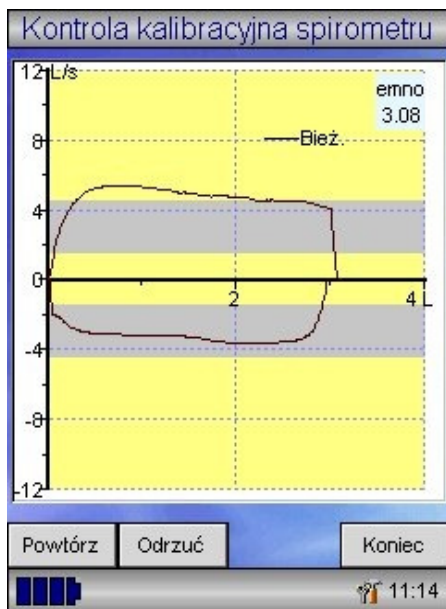 Kontrola kalibracyjna spirometru
12 L/s
emno
3.08
Bież.
8
4
0
2
4 L
-4
-8
-12
Powtórz
Odrzuć
Koniec
11:14